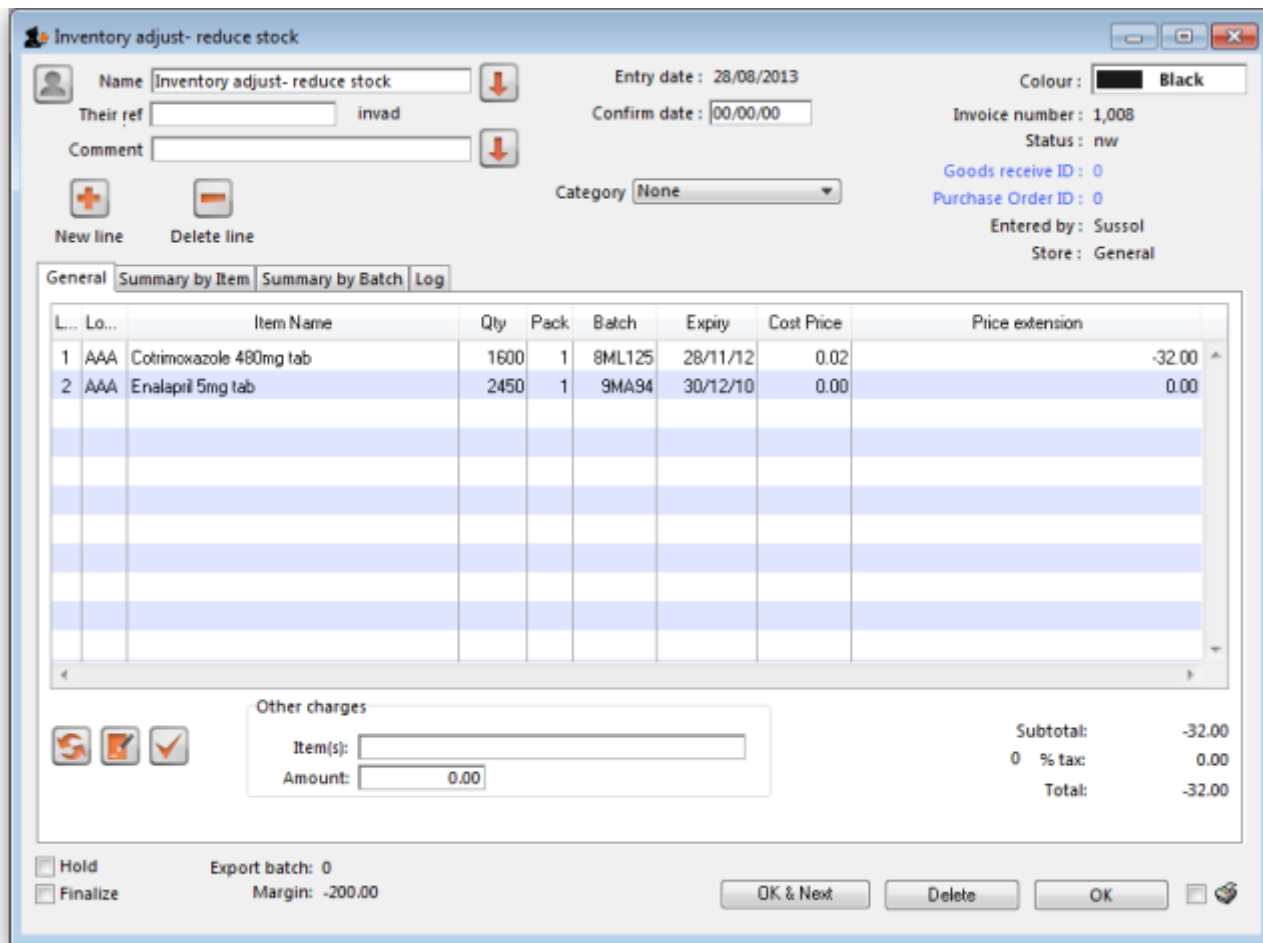 Inventory adjust- reduce stock
Name Inventory adjust- reduce stock Entry date : 28/08/2013 Colour : Black
Their ref invad Confirm date : 00/00/00 Invoice number : 1,008
Status : nw
Comment
Goods receive ID : 0
Category None Purchase Order ID : 0
Entered by : Sussol
New line Delete line
Store : General
General Summary by Item Summary by Batch Log
L... Lo... Item Name Qty Pack Batch Expiry Cost Price Price extension
1 AAA Cotrimoxazole 480mg tab 1600 1 8ML125 28/11/12 0.02 -32.00
2 AAA Enalapril 5mg tab 2450 1 9MA94 30/12/10 0.00 0.00
Other charges
Item(s): Subtotal: -32.00
0 % tax: 0.00
Amount: 0.00 Total: -32.00
Hold Export batch: 0
Finalize Margin: -200.00 OK & Next Delete OK